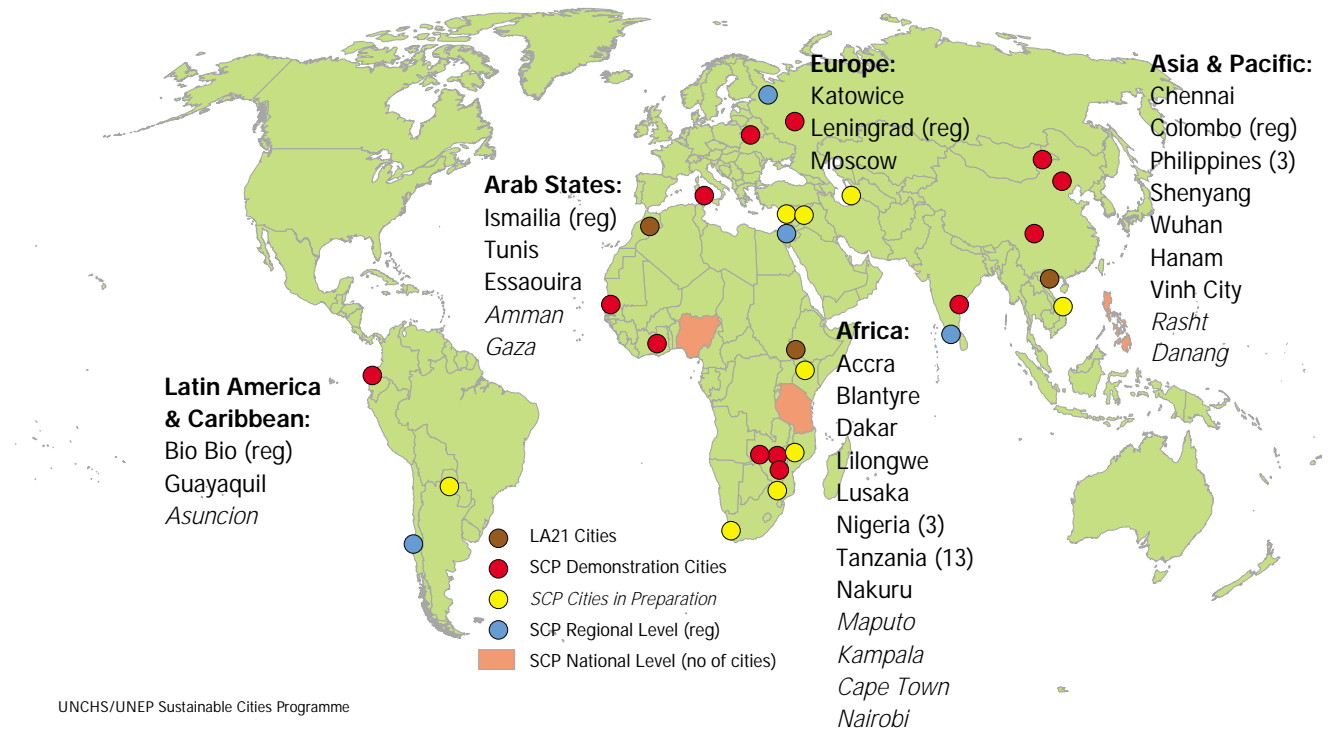 Europe:
Katowice
Leningrad (reg)
Moscow
Asia & Pacific:
Chennai
Colombo (reg)
Philippines (3)
Shenyang
Wuhan
Hanam
Vinh City
Rasht
Danang
Arab States:
Ismailia (reg)
Tunis
Essaouira
Amman
Gaza
Africa:
Accra
Blantyre
Dakar
Lilongwe
Lusaka
Nigeria (3)
Tanzania (13)
Nakuru
Maputo
Kampala
Cape Town
Nairobi
Latin America
& Caribbean:
Bio Bio (reg)
Guayaquil
Asuncion
LA21 Cities
SCP Demonstration Cities
SCP Cities in Preparation
SCP Regional Level (reg)
SCP National Level (no of cities)
UNCHS/UNEP Sustainable Cities Programme